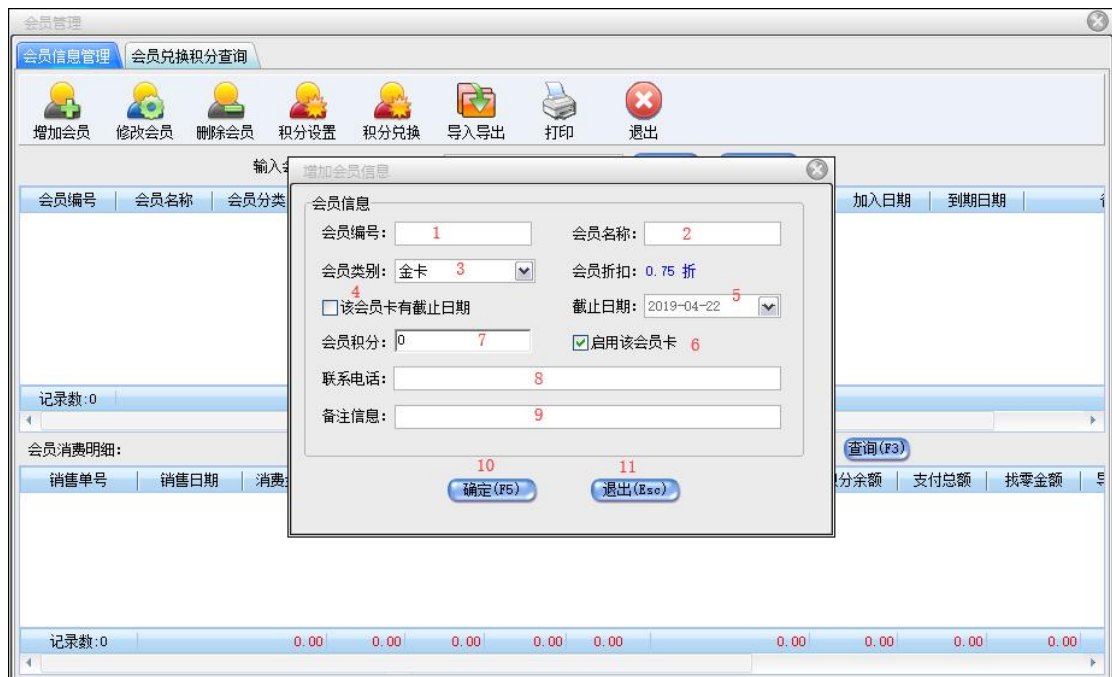 会员管理
会员信息管理 会员兑换积分查询
增加会员 修改会员 删除会员 积分设置 积分兑换 导入导出 打印 退出
输入
增加会员信息
会员编号 会员名称 会员分类 加入日期 到期日期
会员信息
会员编号: 1 会员名称: 2
会员类别: 金卡 3 会员折扣: 0.75 折
4 该会员卡有截止日期 截止日期: 2019-04-22 5
会员积分: 0 7 启用该会员卡 6
联系电话: 8
记录数:0
备注信息: 9
会员消费明细: 查询(F3)
10 11
确定(F5) 退出(Esc)
销售单号 销售日期 消费 分余额 支付总额 找零金额
记录数:0 0.00 0.00 0.00 0.00 0.00 0.00 0.00 0.00 0.00